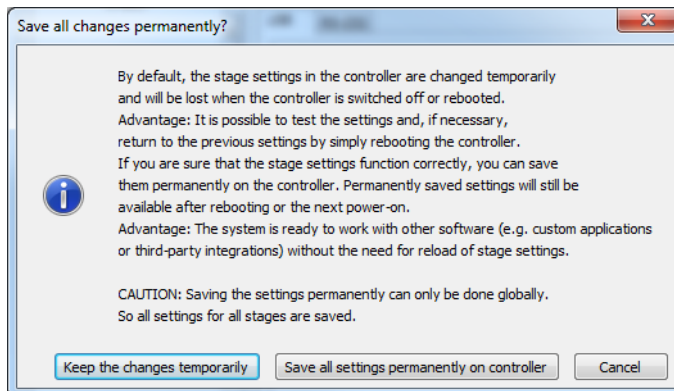 Save all changes permanently?
By default, the stage settings in the controller are changed temporarily
and will be lost when the controller is switched off or rebooted.
Advantage: It is possible to test the settings and, if necessary,
return to the previous settings by simply rebooting the controller.
If you are sure that the stage settings function correctly, you can save
them permanently on the controller. Permanently saved settings will still be
available after rebooting or the next power-on.
Advantage: The system is ready to work with other software (e.g. custom applications
or third-party integrations) without the need for reload of stage settings.
CAUTION: Saving the settings permanently can only be done globally.
So all settings for all stages are saved.
Keep the changes temporarily Save all settings permanently on controller Cancel